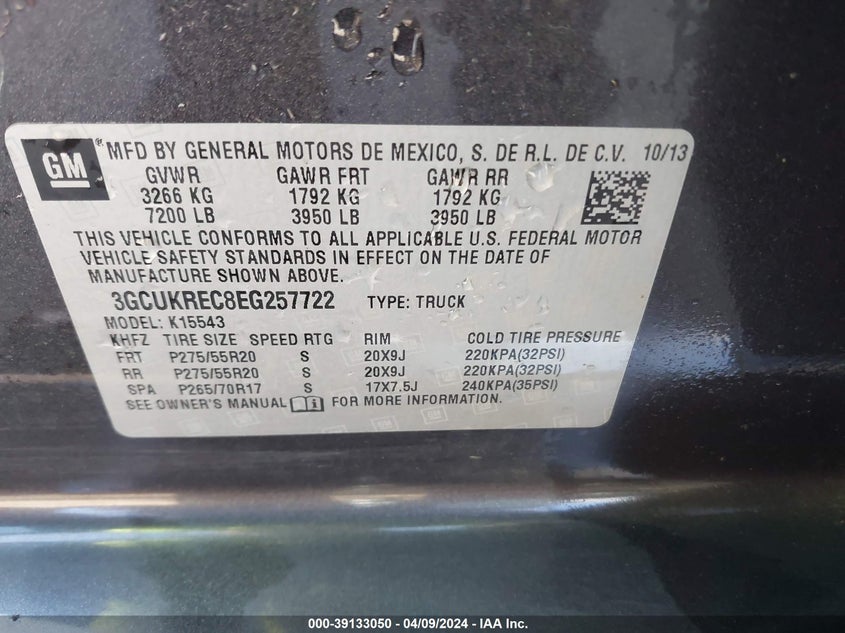 GM ® MFD BY GENERAL MOTORS DE MEXICO, S. DE R.L. DE C.V. 10/13
GVWR GAWR FRT GAWR RR
3266 KG 1792 KG 1792 KG
7200 LB 3950 LB 3950 LB
THIS VEHICLE CONFORMS TO ALL APPLICABLE U.S. FEDERAL MOTOR
VEHICLE SAFETY STANDARDS IN EFFECT ON THE DATE OF
MANUFACTURE SHOWN ABOVE.
3GCUKREC8EG257722 TYPE: TRUCK
MODEL: K15543
KHFZ TIRE SIZE SPEED RTG RIM COLD TIRE PRESSURE
FRT P275/55R20 S 20X9J 220KPA(32PSI)
RR P275/55R20 S 20X9J 220KPA(32PSI)
SPA P265/70R17 S 17X7.5J 240KPA(35PSI)
SEE OWNER'S MANUAL FOR MORE INFORMATION.
000-39133050 - 04/09/2024 - IAA Inc.